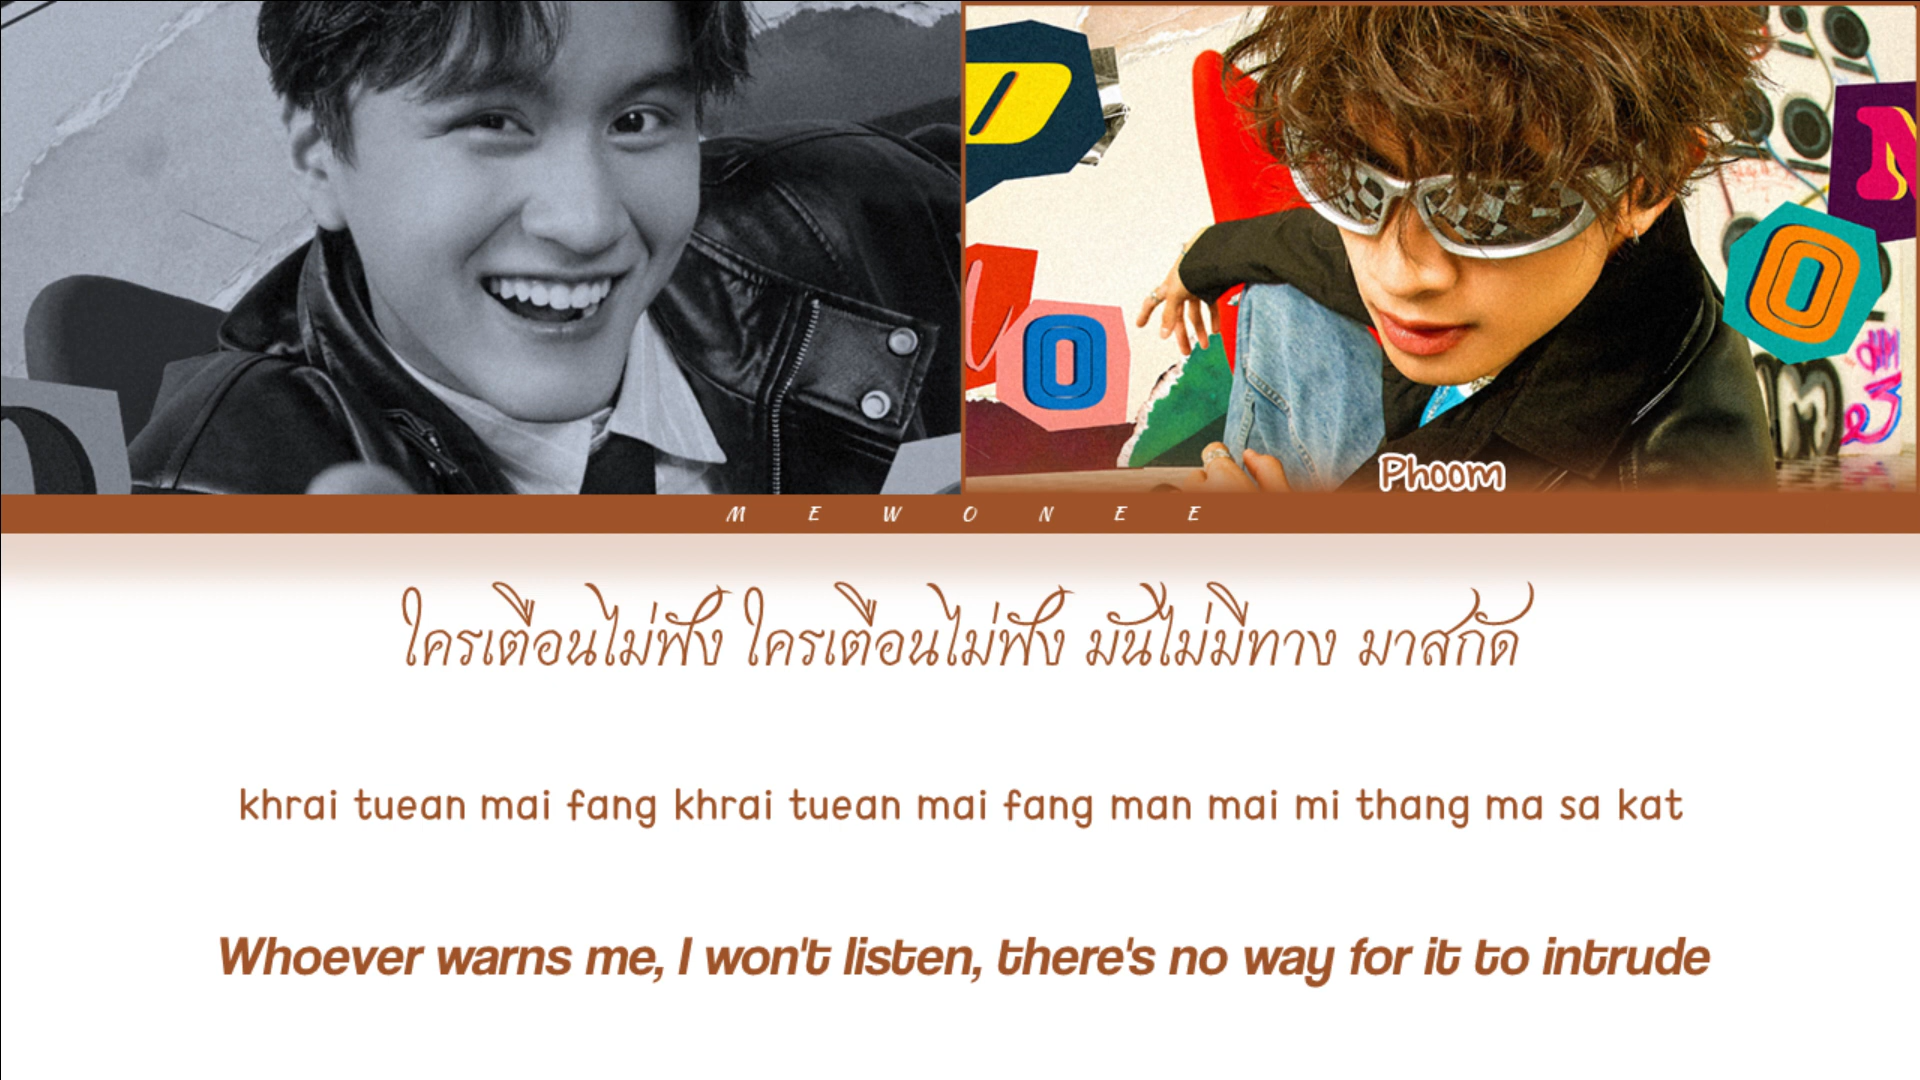 Phoom
M E W O N E E
ใครเตือนไม่ฟัง ใครเตือนไม่ฟัง มันไม่มีทาง มาสกัด
khrai tuean mai fang khrai tuean mai fang man mai mi thang ma sa kat
Whoever warns me, I won't listen, there's no way for it to intrude